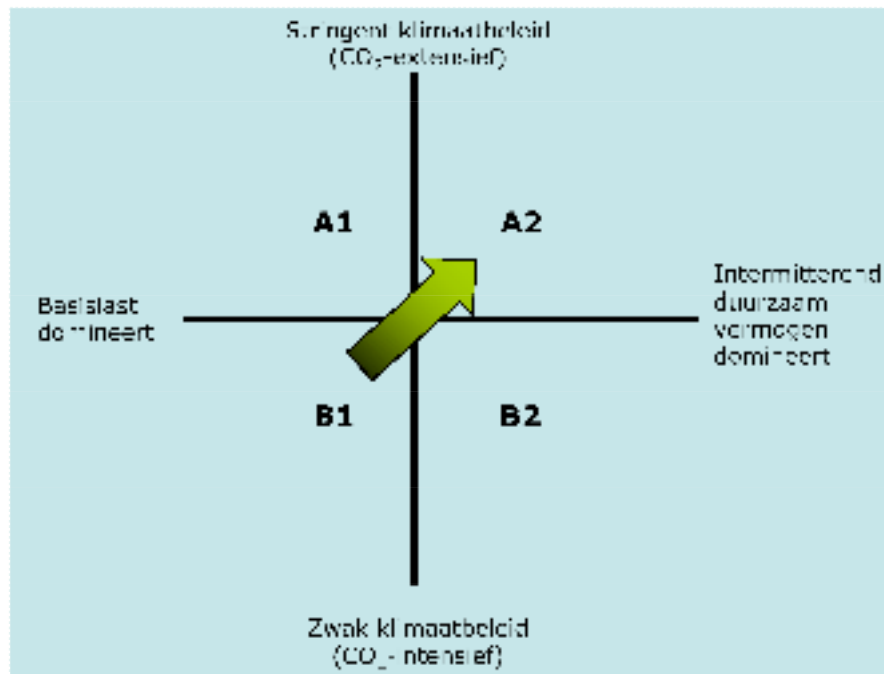 Stringent klimaatbeleid
(CO₂-extensief)
A1
A2
Basislast
domineert
Intermitterend
duurzaam
vermogen
domineert
B1
B2
Zwak klimaatbeleid
(CO₂-intensief)